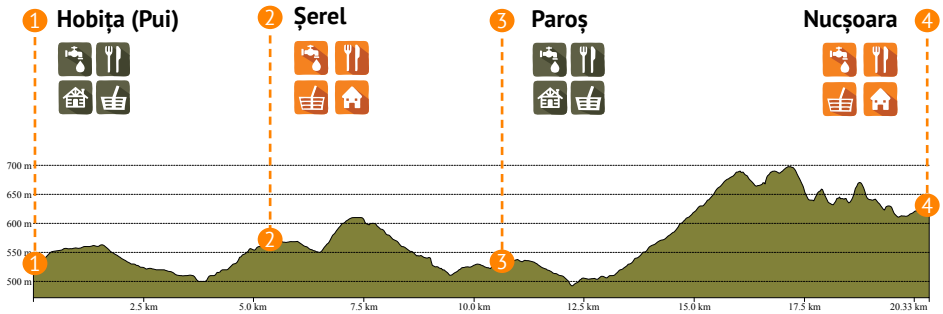 1 Hobița (Pui)
2 Șerel
3 Paroș
Nucșoara 4
700 m
650 m
600 m
550 m
500 m
1
2
3
4
2.5 km
5.0 km
7.5 km
10.0 km
12.5 km
15.0 km
17.5 km
20.33 km